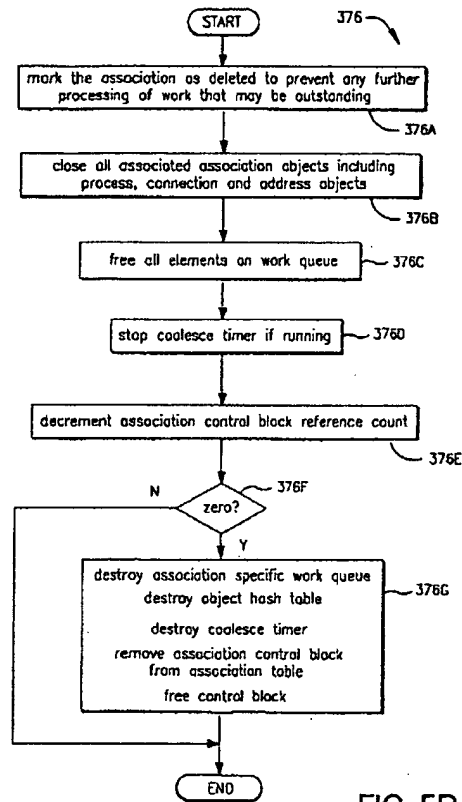 START
376
mark the association as deleted to prevent any further
processing of work that may be outstanding
376A
close all associated association objects including
process, connection and address objects
376B
free all elements on work queue
376C
stop coalesce timer if running
376D
decrement association control block reference count
376E
376F
N
zero?
Y
destroy association specific work queue
destroy object hash table
376G
destroy coalesce timer
remove association control block
from association table
free control block
END